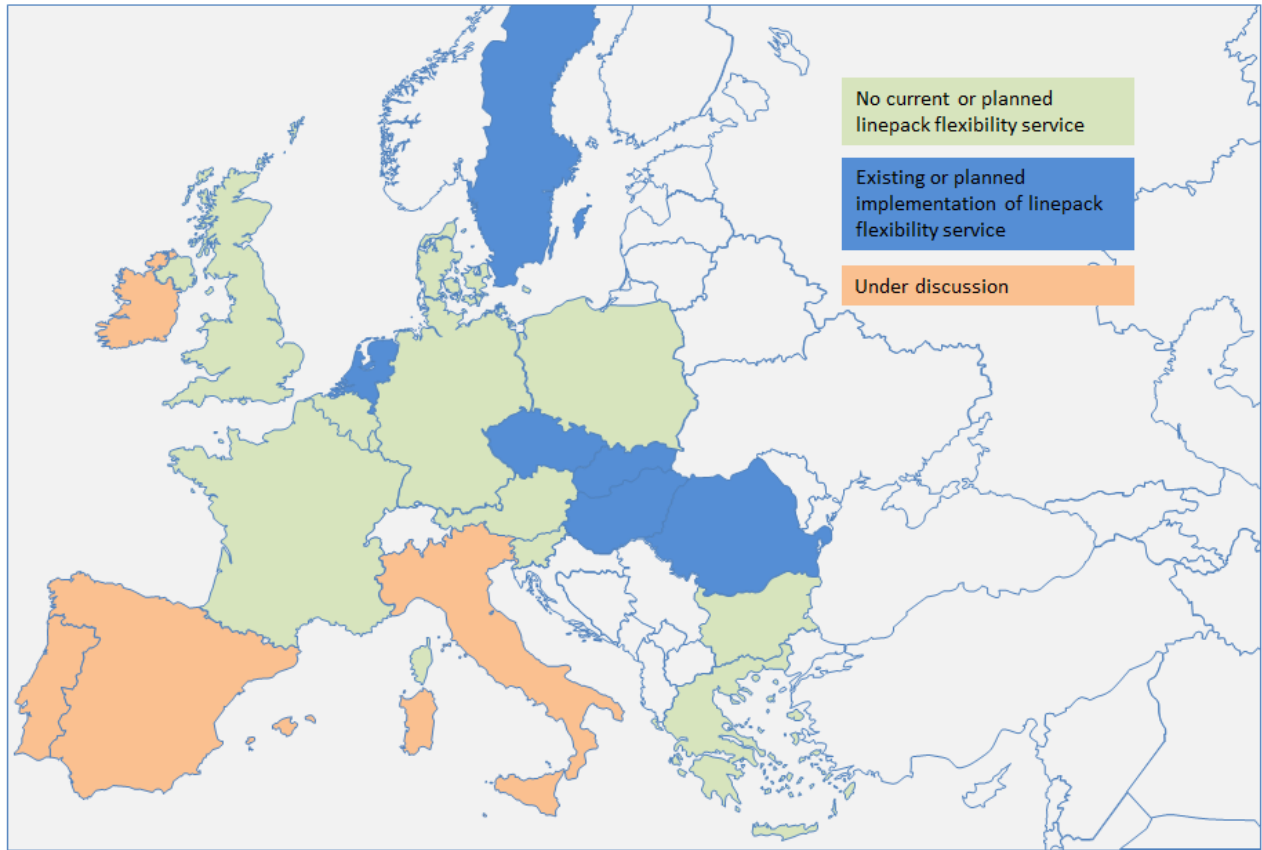 No current or planned
linepack flexibility service
Existing or planned
implementation of linepack
flexibility service
Under discussion